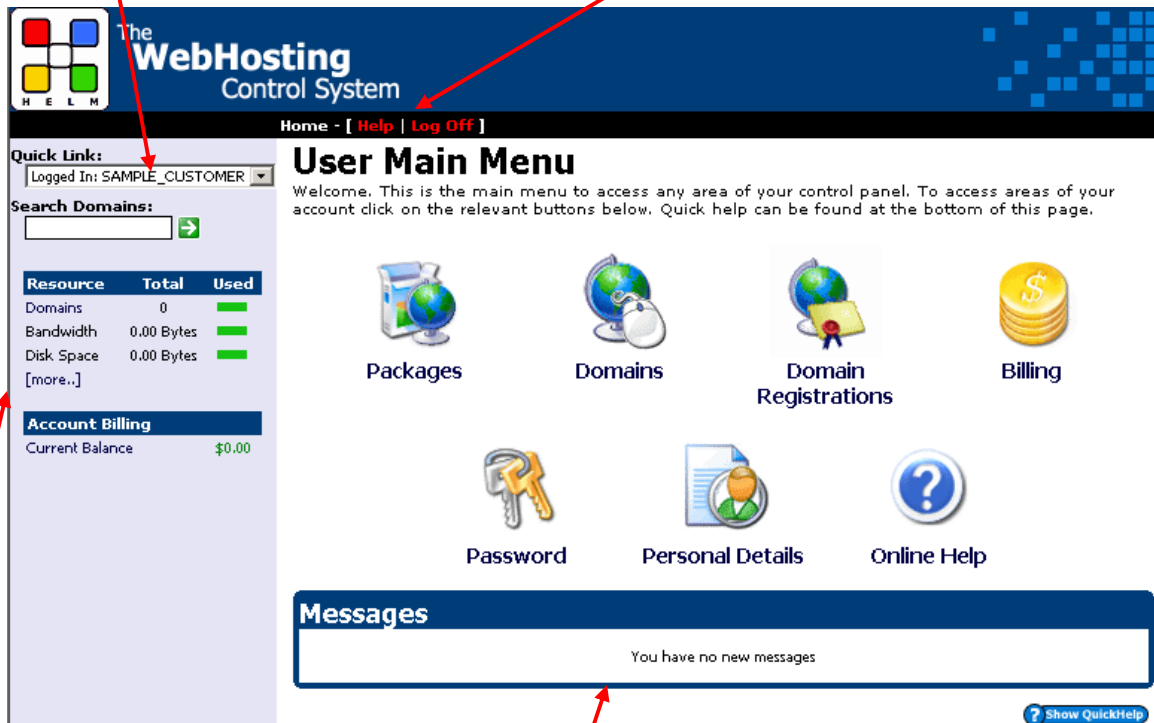 The
WebHosting
Control System
H E L M
Home - [ Help | Log Off ]
Quick Link:
Logged In: SAMPLE_CUSTOMER
Search Domains:
Resource Total Used
Domains 0
Bandwidth 0.00 Bytes
Disk Space 0.00 Bytes
[more..]
Account Billing
Current Balance $0.00
User Main Menu
Welcome. This is the main menu to access any area of your control panel. To access areas of your
account click on the relevant buttons below. Quick help can be found at the bottom of this page.
Packages
Domains
Domain
Registrations
Billing
Password
Personal Details
Online Help
Messages
You have no new messages
? Show QuickHelp